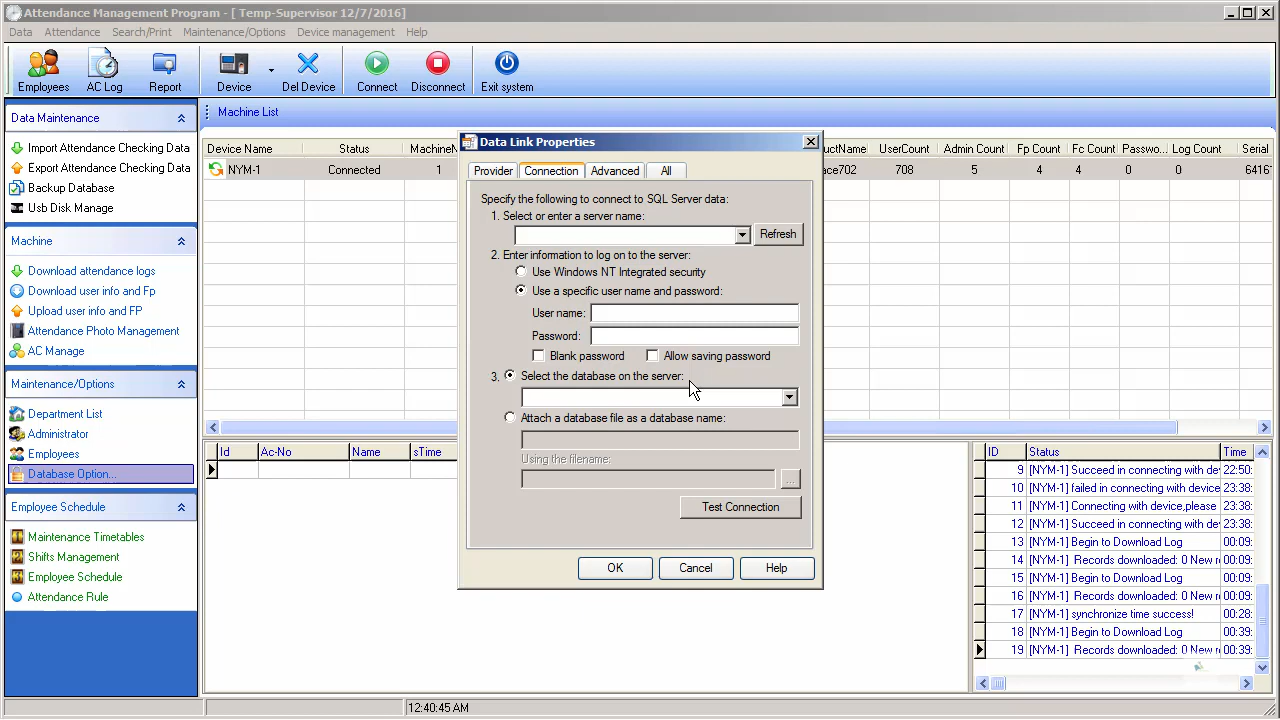 Attendance Management Program - [ Temp-Supervisor 12/7/2016]
Data Attendance Search/Print Maintenance/Options Device management Help
Employees AC Log Report Device Del Device Connect Disconnect Exit system
Data Maintenance
Import Attendance Checking Data
Export Attendance Checking Data
Backup Database
Usb Disk Manage
Machine
Download attendance logs
Download user info and Fp
Upload user info and FP
Attendance Photo Management
AC Manage
Maintenance/Options
Department List
Administrator
Employees
Database Option...
Employee Schedule
Maintenance Timetables
Shifts Management
Employee Schedule
Attendance Rule
Machine List
Device Name Status MachineN uctName UserCount Admin Count Fp Count Fc Count Passwo... Log Count Serial
NYM-1 Connected 1 ace702 708 5 4 4 0 0 6416
Data Link Properties
Provider Connection Advanced All
Specify the following to connect to SQL Server data:
1. Select or enter a server name:
Refresh
2. Enter information to log on to the server:
Use Windows NT Integrated security
Use a specific user name and password:
User name:
Password:
Blank password Allow saving password
3. Select the database on the server:
Attach a database file as a database name:
Using the filename:
...
Test Connection
OK Cancel Help
Id Ac-No Name sTime
ID Status Time
9 [NYM-1] Succeed in connecting with de 22:50:
10 [NYM-1] failed in connecting with device 23:38:
11 [NYM-1] Connecting with device,please 23:38:
12 [NYM-1] Succeed in connecting with de 23:38:
13 [NYM-1] Begin to Download Log 00:09:
14 [NYM-1] Records downloaded: 0 New r 00:09:
15 [NYM-1] Begin to Download Log 00:09:
16 [NYM-1] Records downloaded: 0 New r 00:09:
17 [NYM-1] synchronize time success! 00:28:
18 [NYM-1] Begin to Download Log 00:39:
19 [NYM-1] Records downloaded: 0 New r 00:39:
12:40:45 AM